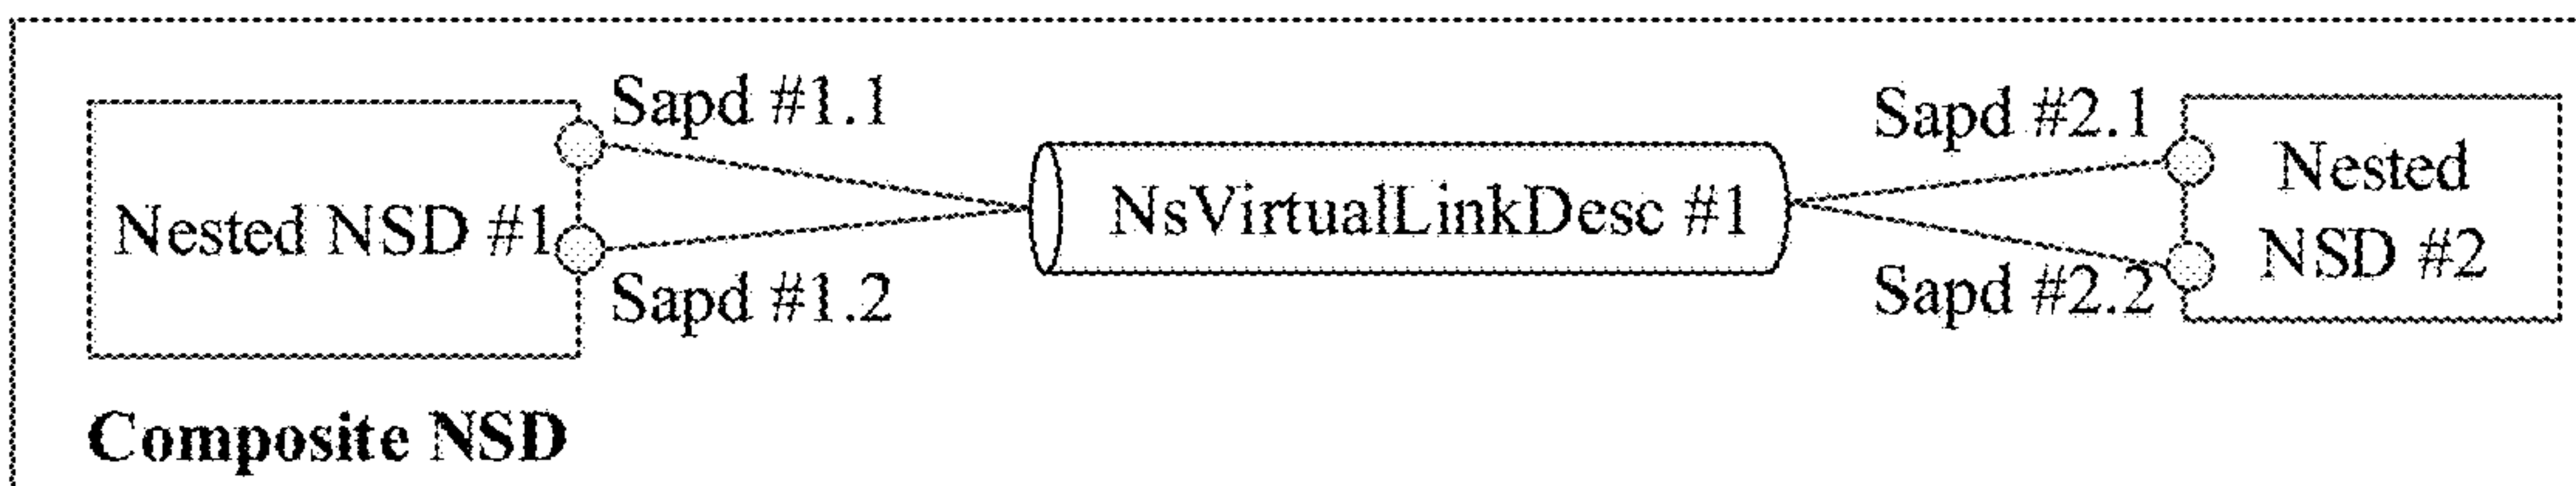 Sapd #1.1
Nested NSD #1
Sapd #1.2
NsVirtualLinkDesc #1
Sapd #2.1
Sapd #2.2
Nested
NSD #2
Composite NSD